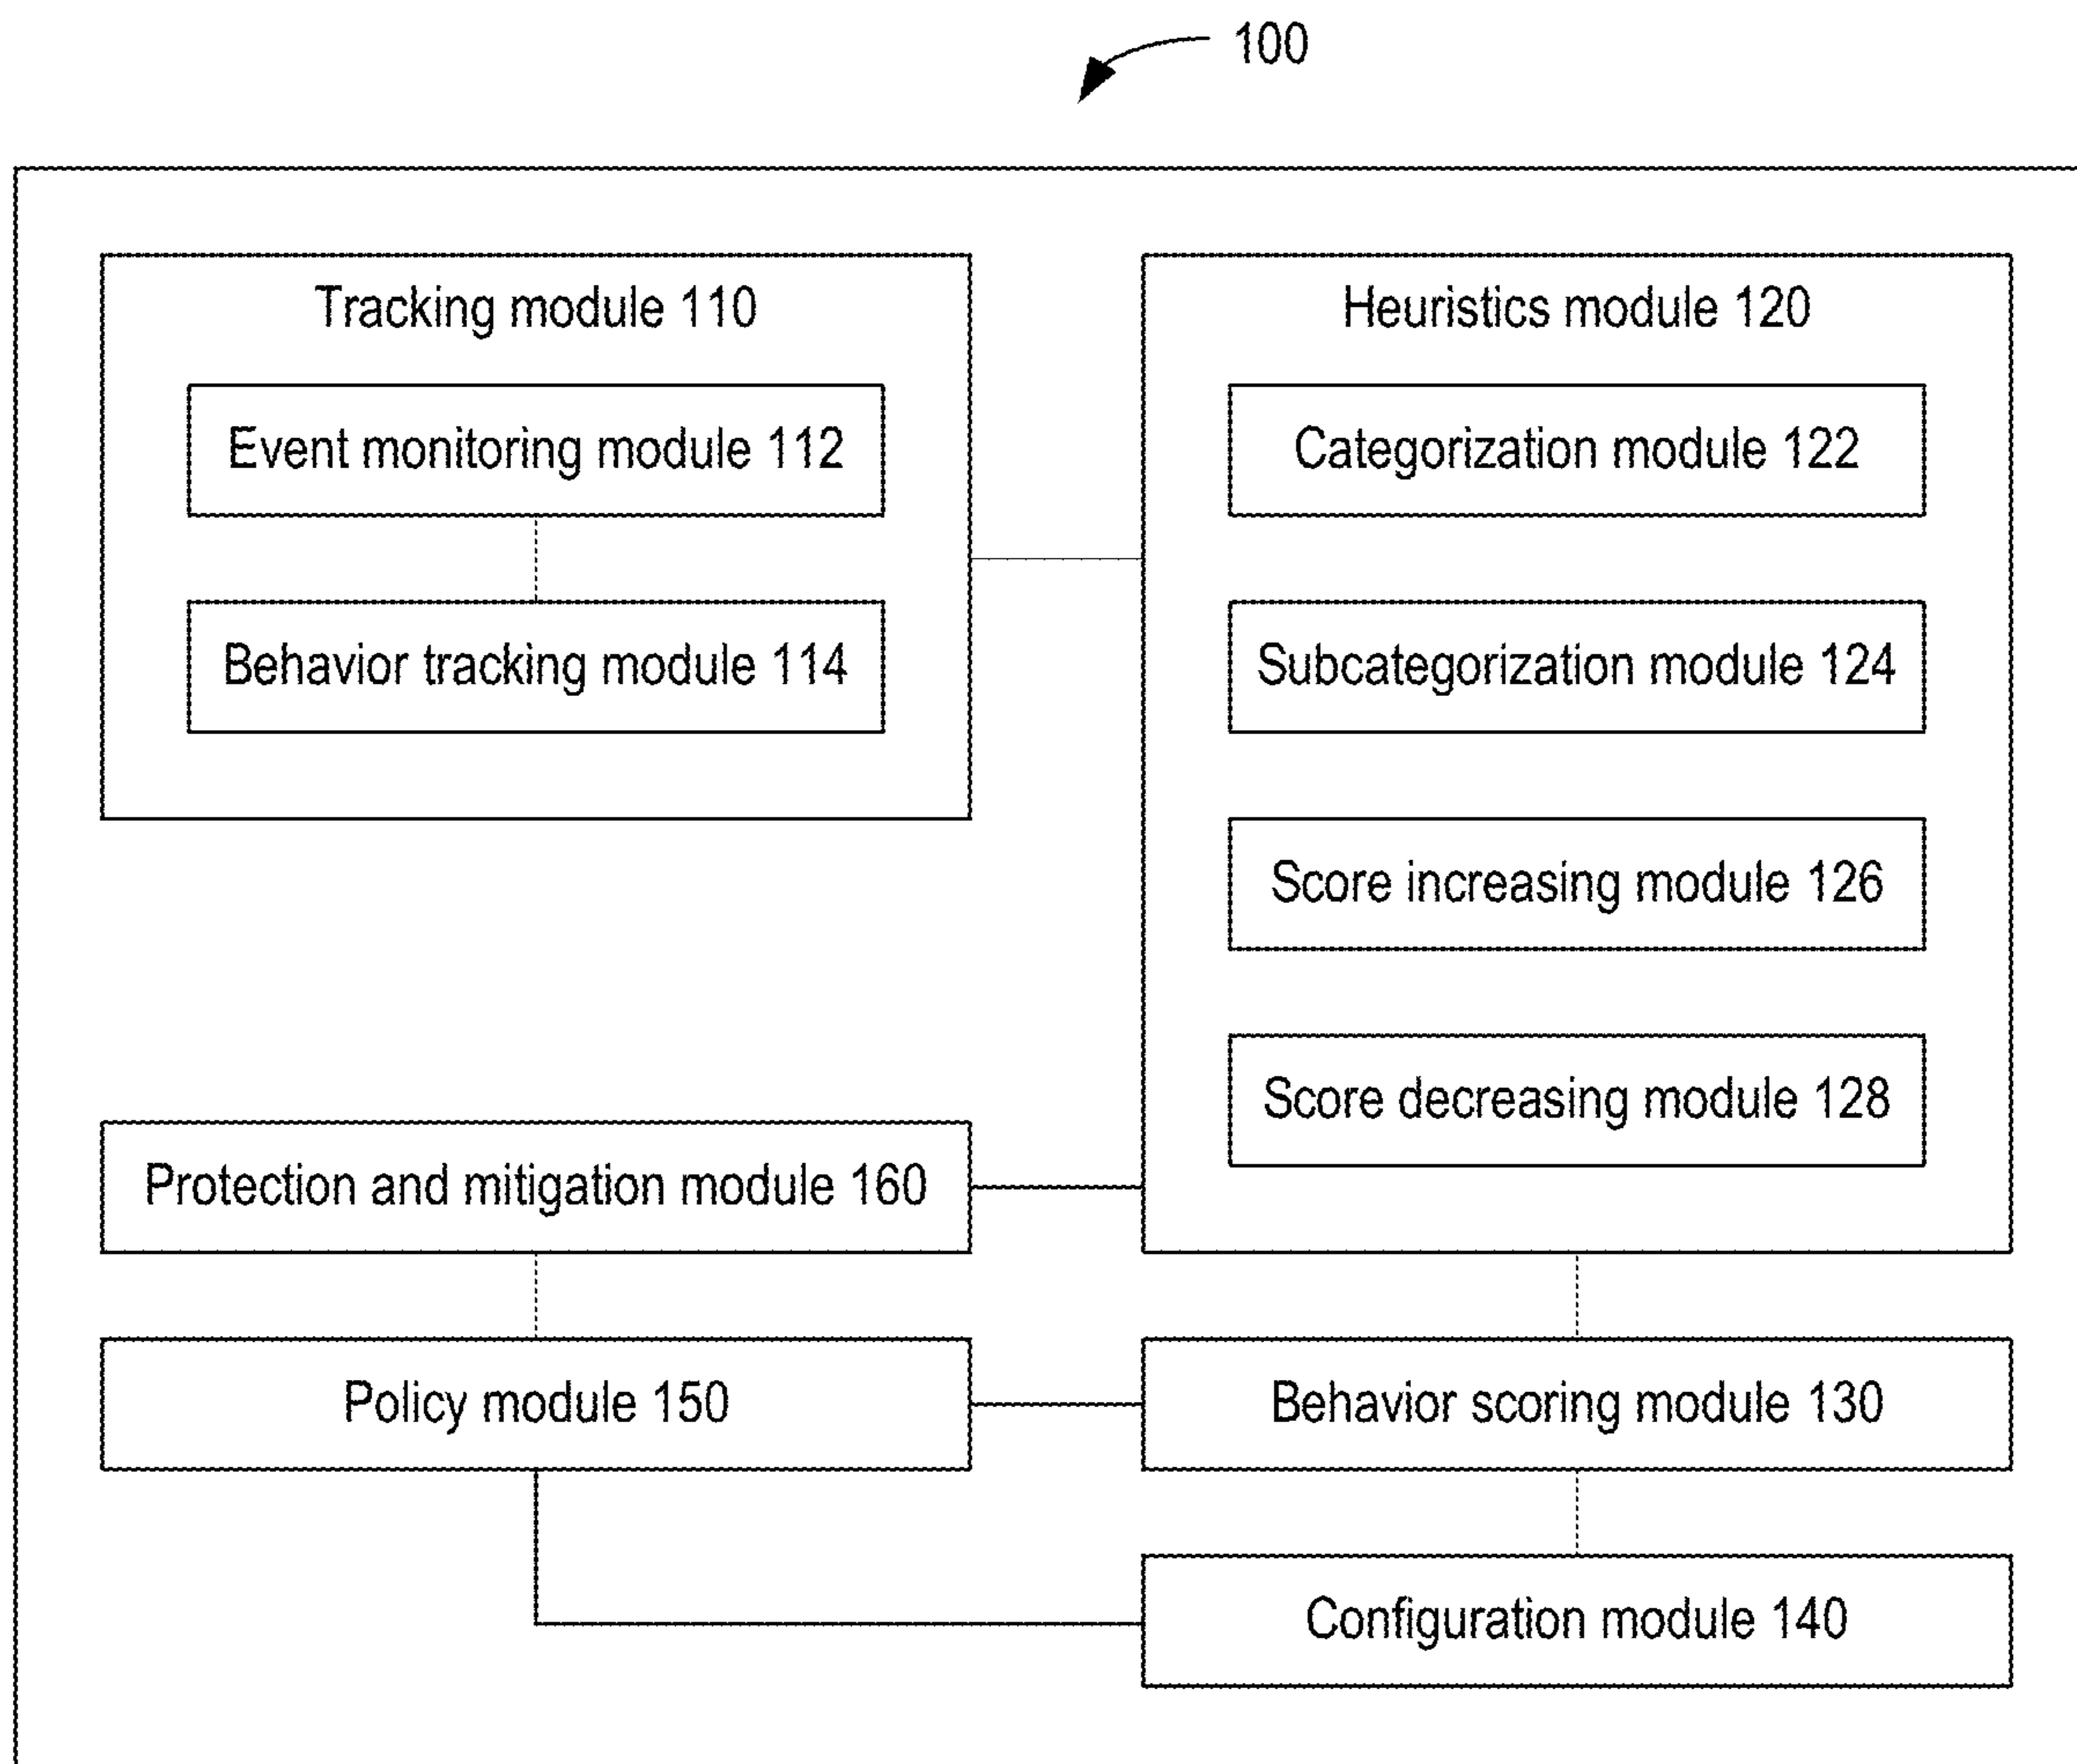 100
Tracking module 110
Event monitoring module 112
Behavior tracking module 114
Heuristics module 120
Categorization module 122
Subcategorization module 124
Score increasing module 126
Score decreasing module 128
Protection and mitigation module 160
Policy module 150
Behavior scoring module 130
Configuration module 140